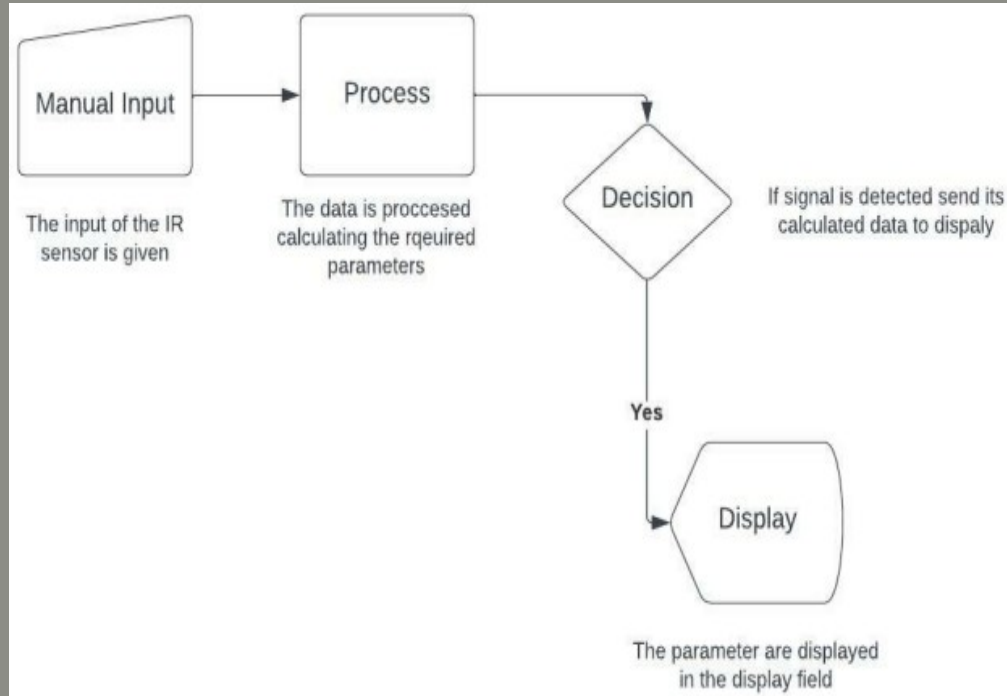 Manual Input
The input of the IR
sensor is given
Process
The data is proccesed
calculating the rqeuired
parameters
Decision
If signal is detected send its
calculated data to dispaly
Yes
Display
The parameter are displayed
in the display field